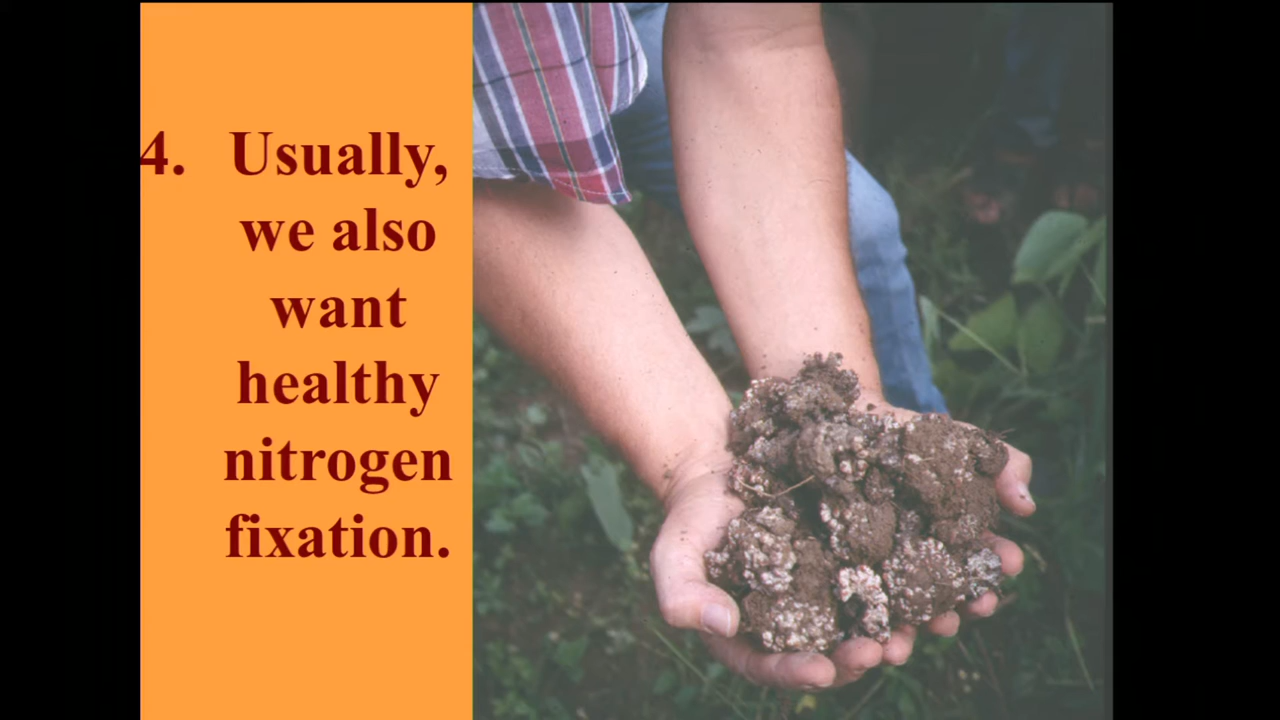 4. Usually,
we also
want
healthy
nitrogen
fixation.